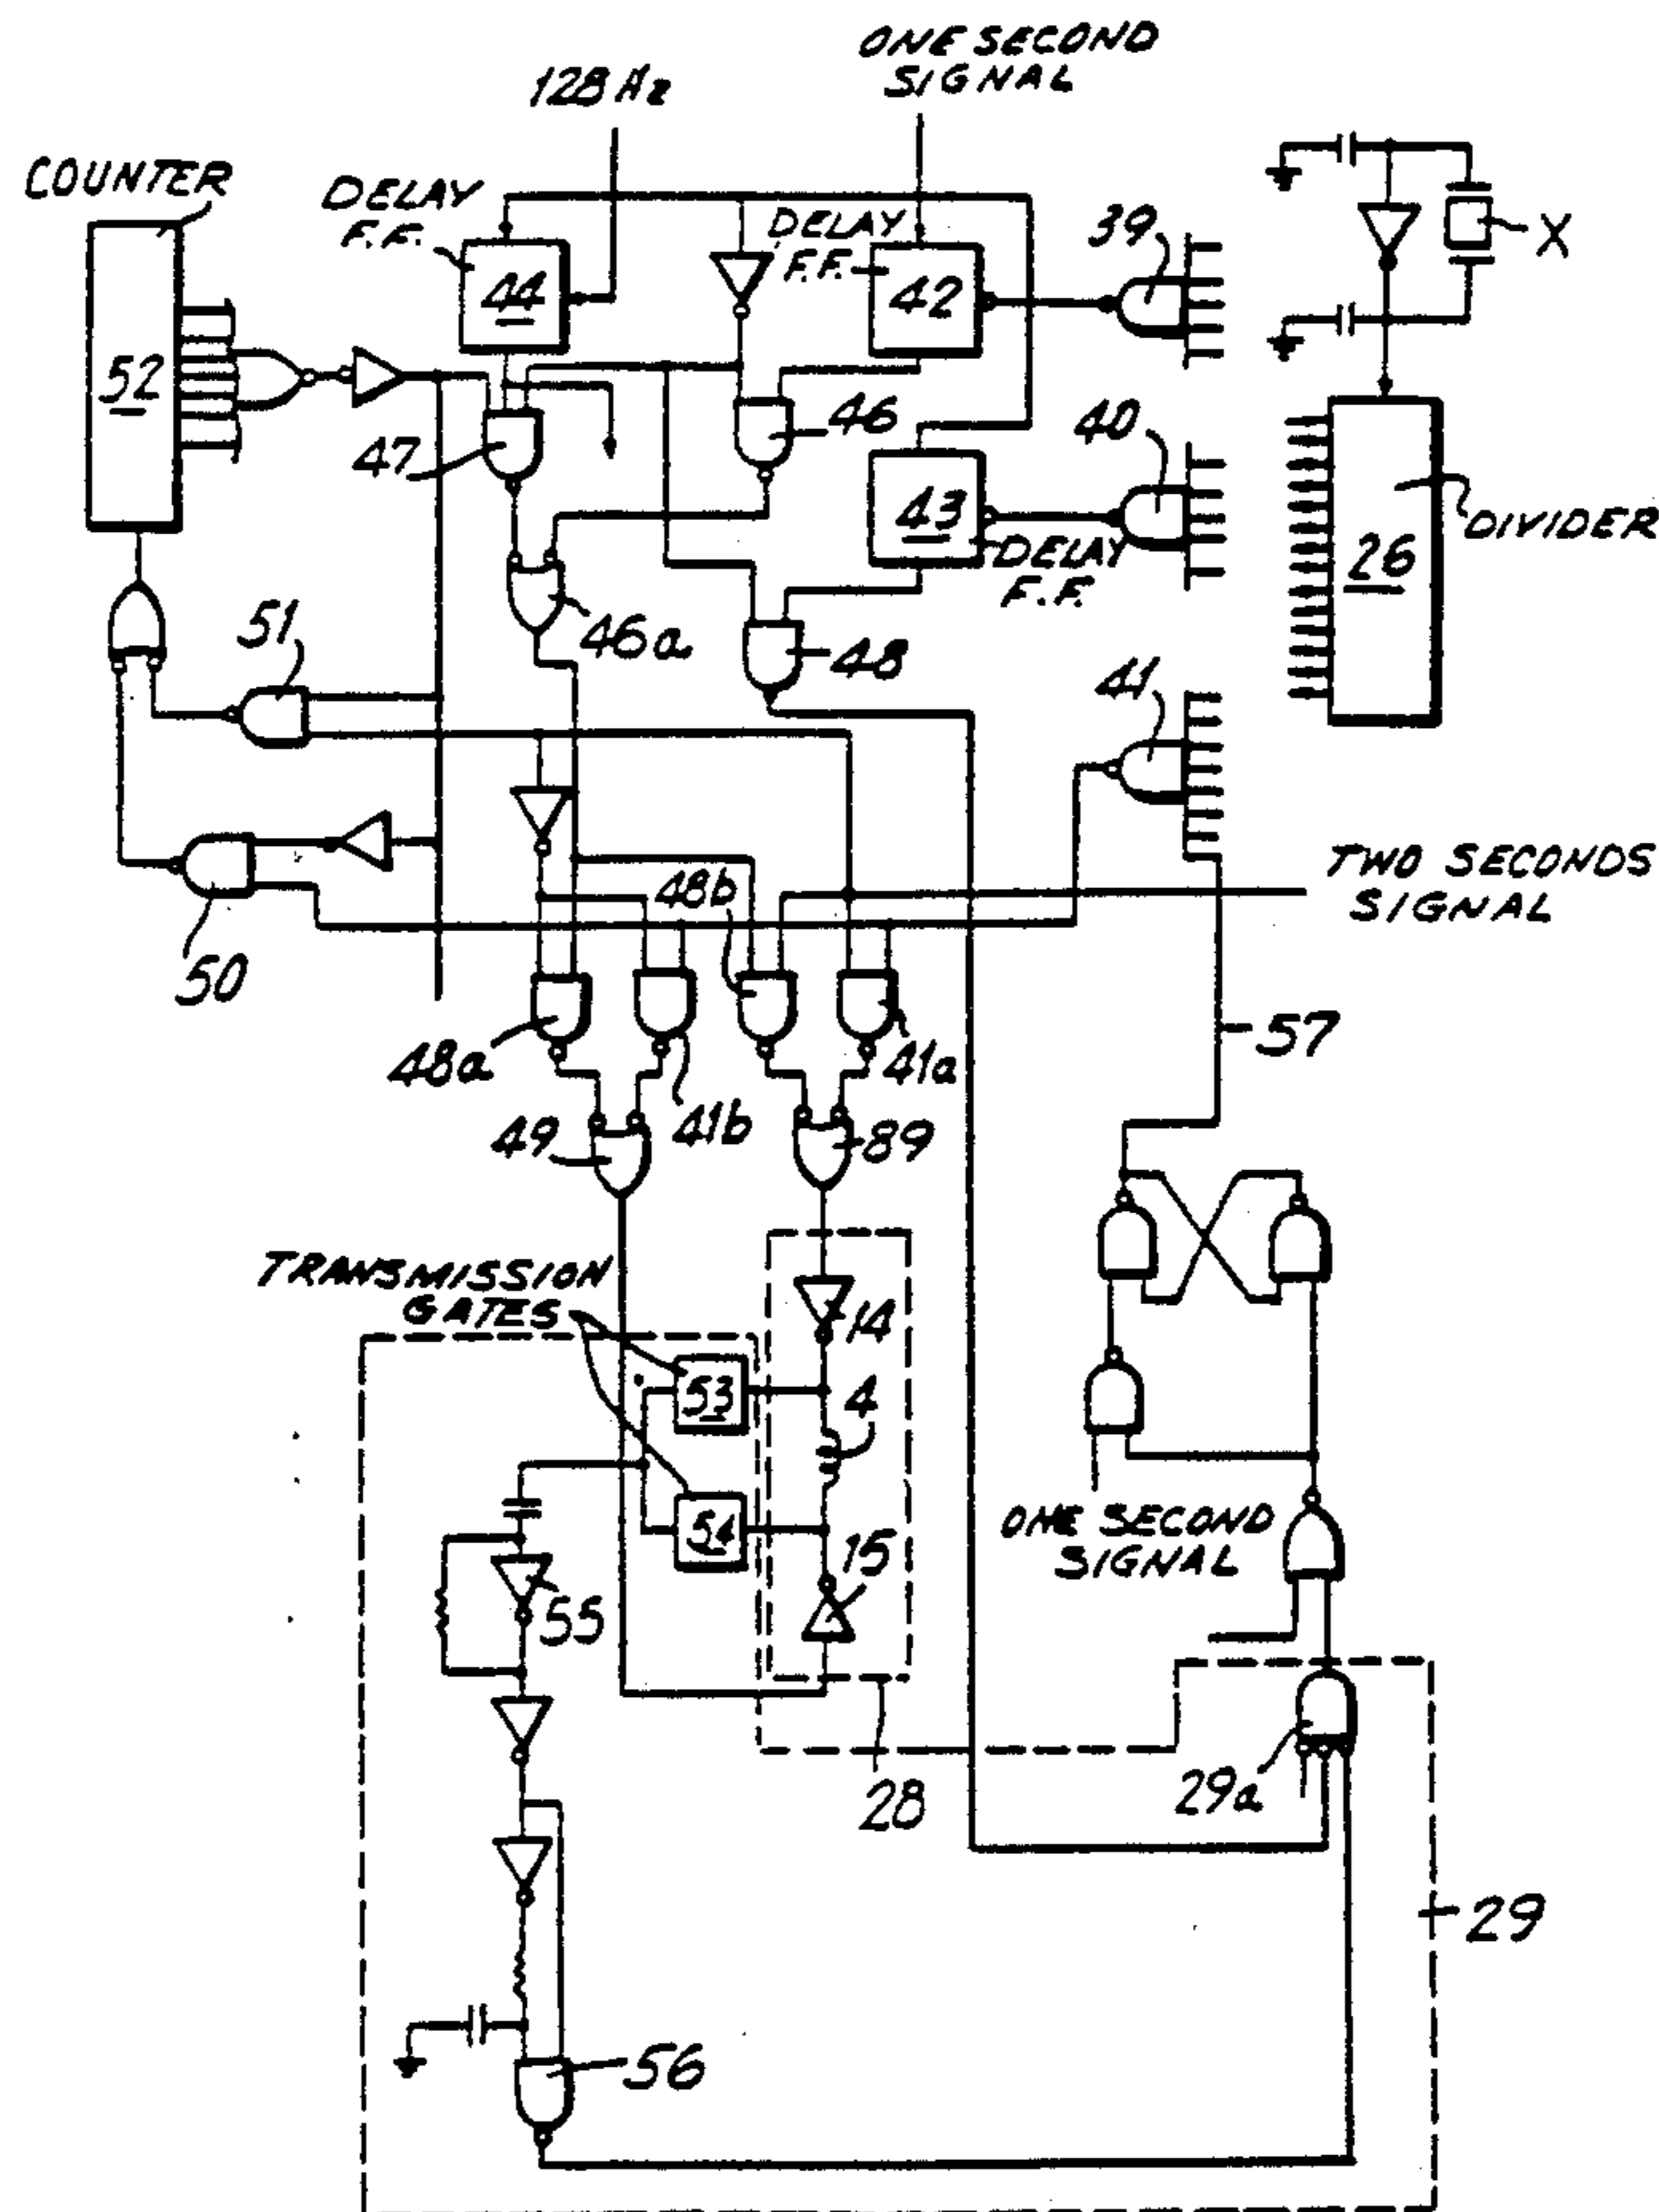 ONE SECOND
SIGNAL
128 Hz
COUNTER
DELAY
F.F.
DELAY
F.F.
39
X
44
42
52
47
46
40
43
DELAY
F.F.
DIVIDER
26
51
46a
48
41
48b
TWO SECONDS
SIGNAL
50
48a
41b
41a
57
49
89
TRANSMISSION
GATES
14
53
4
54
15
ONE SECOND
SIGNAL
55
28
29a
29
56